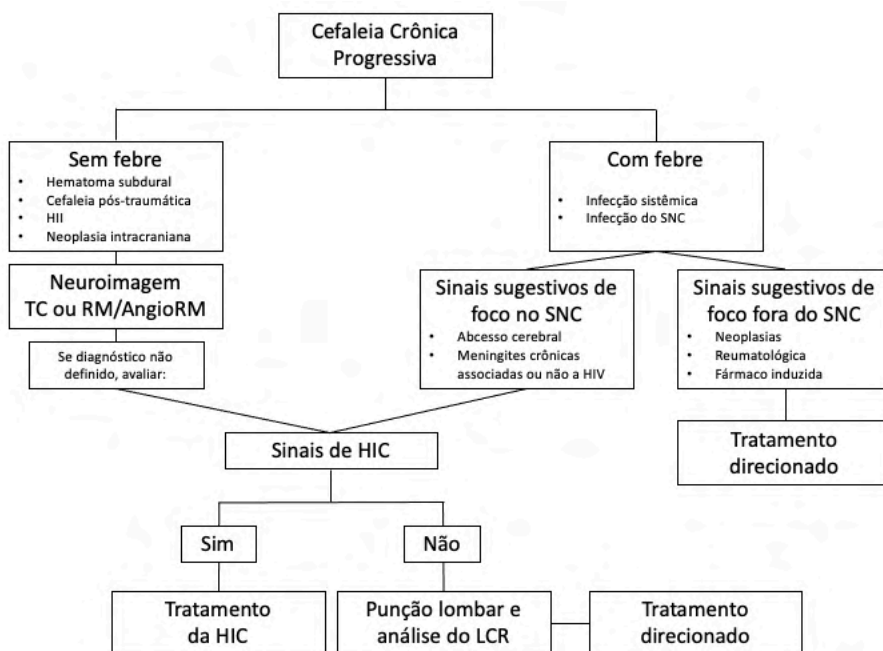 Cefaleia Crônica
Progressiva
Sem febre
• Hematoma subdural
• Cefaleia pós-traumática
• HII
• Neoplasia intracraniana
Com febre
• Infecção sistêmica
• Infecção do SNC
Neuroimagem
TC ou RM/AngioRM
Se diagnóstico não
definido, avaliar:
Sinais sugestivos de
foco no SNC
• Abcesso cerebral
• Meningites crônicas
associadas ou não a HIV
Sinais sugestivos de
foco fora do SNC
• Neoplasias
• Reumatológica
• Fármaco induzida
Tratamento
direcionado
Sinais de HIC
Sim
Não
Tratamento
da HIC
Punção lombar e
análise do LCR
Tratamento
direcionado